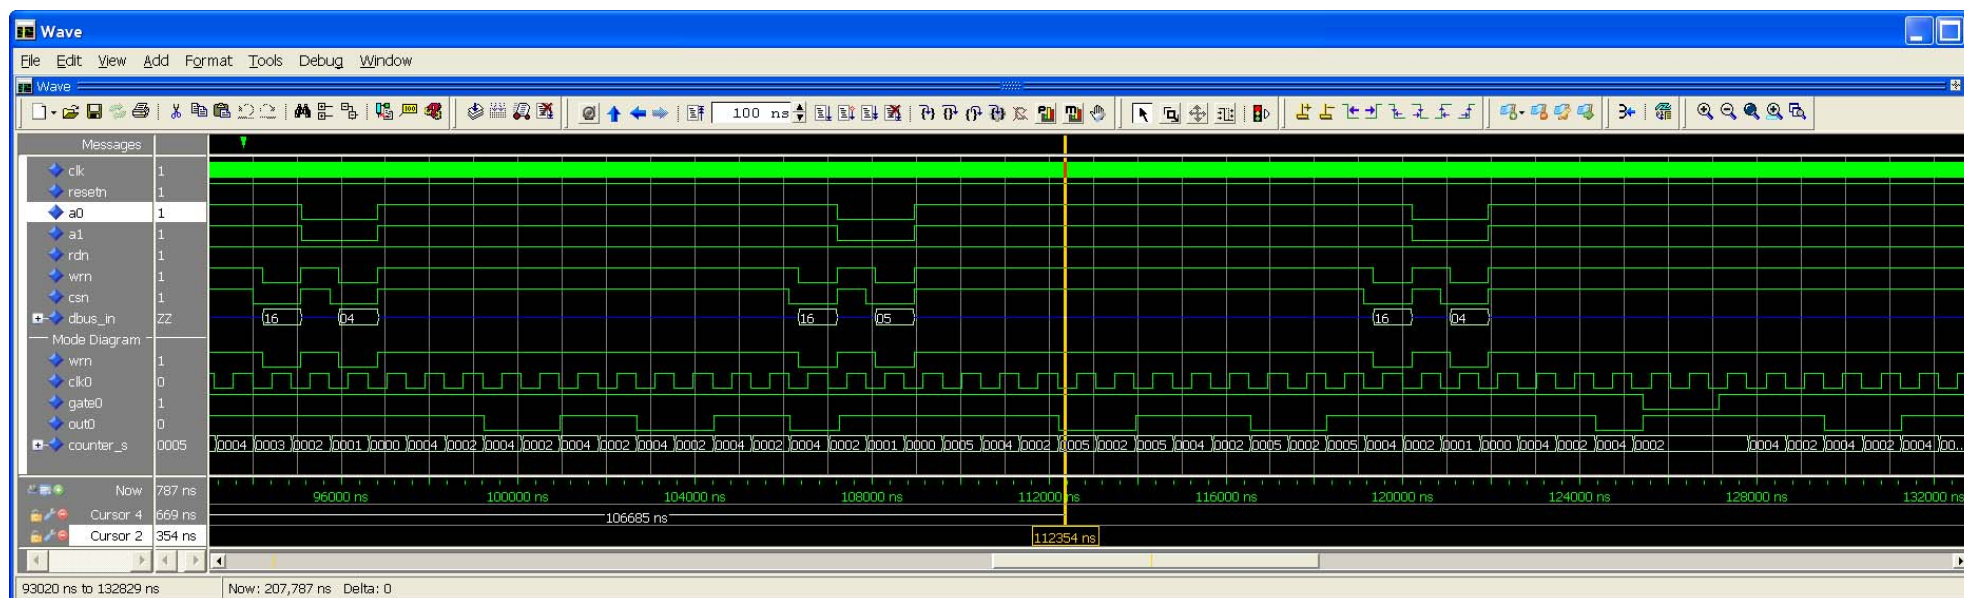 Wave
File Edit View Add Format Tools Debug Window
Wave
100 ns
Messages
clk 1
resetn 1
a0 1
a1 1
rdn 1
wrn 1
csn 1
dbus_in ZZ 16 04 16 05 16 04
Mode Diagram
wrn 1
clk0 0
gate0 1
out0 0
counter_s 0005 0004 0003 0002 0001 0000 0004 0002 0004 0002 0004 0002 0004 0002 0004 0002 0004 0002 0001 0000 0005 0004 0002 0005 0002 0005 0004 0002 0005 0002 0005 0004 0002 0001 0000 0004 0002 0004 0002 0004 0002 0004 0002 0004 00...
Now 787 ns 96000 ns 100000 ns 104000 ns 108000 ns 112000 ns 116000 ns 120000 ns 124000 ns 128000 ns 132000 ns
Cursor 4 669 ns 106685 ns
Cursor 2 354 ns 112354 ns
93020 ns to 132829 ns Now: 207,787 ns Delta: 0